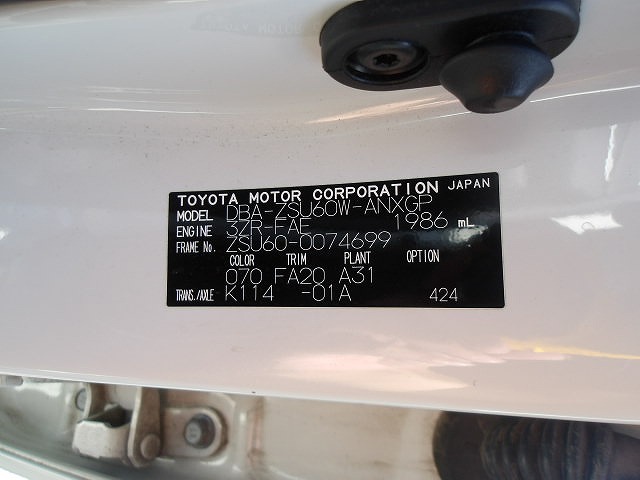 TOYOTA MOTOR CORPORATION JAPAN
MODEL DBA-ZSU60W-ANXGP
ENGINE 3ZR-FAE 1986 mL
FRAME No. ZSU60-0074699
COLOR TRIM PLANT OPTION
070 FA20 A31
TRANS./AXLE K114 -01A 424